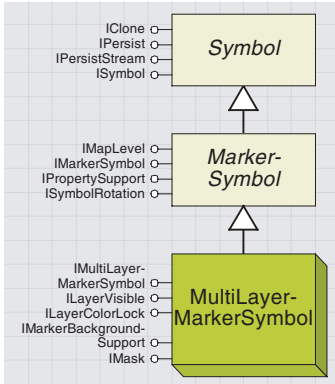 IClone
IPersist
IPersistStream
ISymbol
Symbol
IMapLevel
IMarkerSymbol
IPropertySupport
ISymbolRotation
Marker-
Symbol
IMultiLayer-
MarkerSymbol
ILayerVisible
ILayerColorLock
IMarkerBackground-
Support
IMask
MultiLayer-
MarkerSymbol